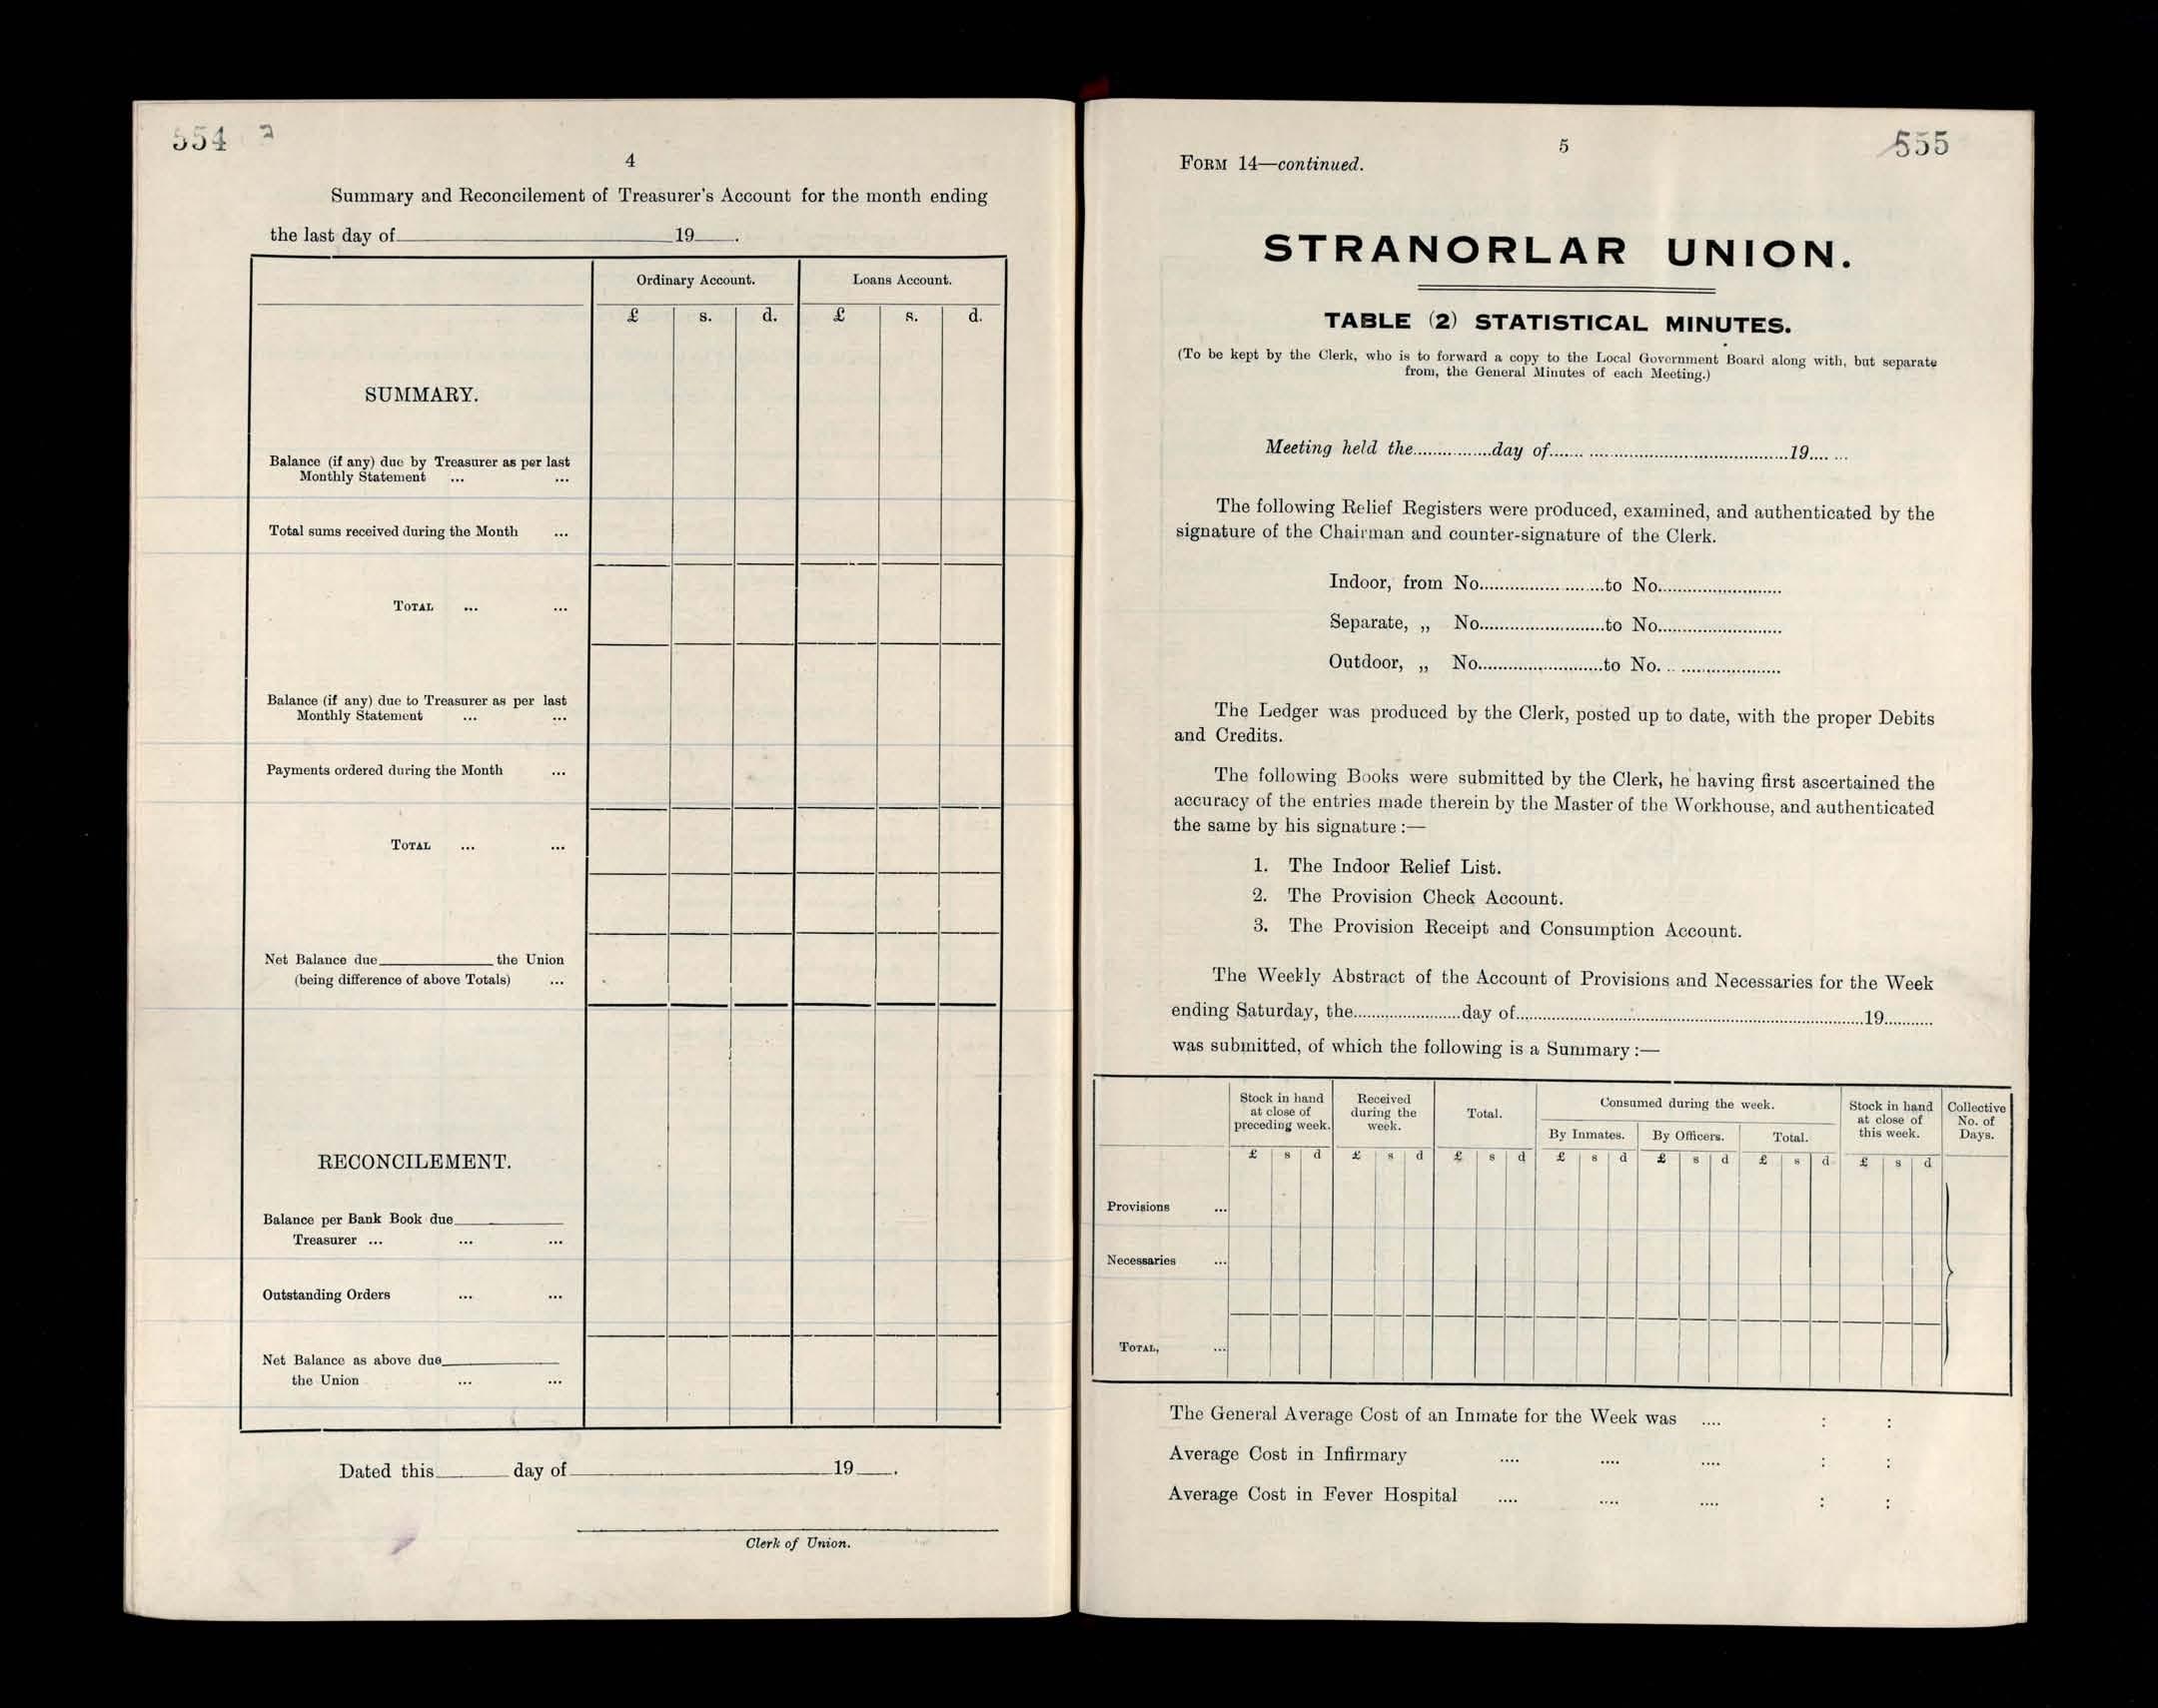 554
4
Summary and Reconcilement of Treasurer's Account for the month ending
the last day of 19 .
Ordinary Account. Loans Account.
£ s. d. £ s. d.
SUMMARY.
Balance (if any) due by Treasurer as per last
Monthly Statement ... ...
Total sums received during the Month ...
TOTAL ... ...
Balance (if any) due to Treasurer as per last
Monthly Statement ... ...
Payments ordered during the Month ...
TOTAL ... ...
Net Balance due the Union
(being difference of above Totals) ...
RECONCILEMENT.
Balance per Bank Book due
Treasurer ... ... ...
Outstanding Orders ... ...
Net Balance as above due
the Union ... ...
Dated this day of 19 .
Clerk of Union.
555
5
FORM 14—continued.
STRANORLAR UNION.
TABLE (2) STATISTICAL MINUTES.
(To be kept by the Clerk, who is to forward a copy to the Local Government Board along with, but separate
from, the General Minutes of each Meeting.)
Meeting held the...............day of..............................................19.......
The following Relief Registers were produced, examined, and authenticated by the
signature of the Chairman and counter-signature of the Clerk.
Indoor, from No.........................to No.........................
Separate, „ No.........................to No.........................
Outdoor, „ No.........................to No.........................
The Ledger was produced by the Clerk, posted up to date, with the proper Debits
and Credits.
The following Books were submitted by the Clerk, he having first ascertained the
accuracy of the entries made therein by the Master of the Workhouse, and authenticated
the same by his signature :—
1. The Indoor Relief List.
2. The Provision Check Account.
3. The Provision Receipt and Consumption Account.
The Weekly Abstract of the Account of Provisions and Necessaries for the Week
ending Saturday, the.....................day of.....................................................................19..........
was submitted, of which the following is a Summary :—
Stock in hand at close of preceding week. Received during the week. Total. Consumed during the week. Stock in hand at close of this week. Collective No. of Days.
By Inmates. By Officers. Total.
£ s d £ s d £ s d £ s d £ s d £ s d £ s d
Provisions ...
Necessaries ...
TOTAL, ...
The General Average Cost of an Inmate for the Week was .... : :
Average Cost in Infirmary .... .... .... : :
Average Cost in Fever Hospital .... .... .... : :